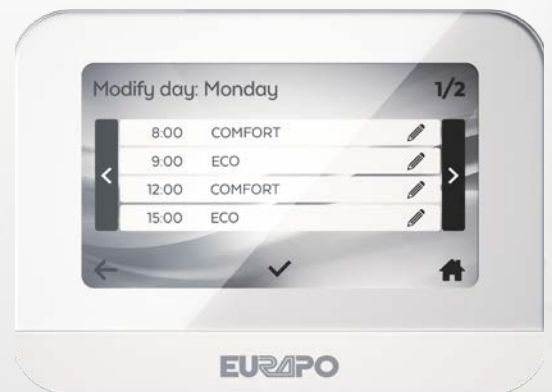 Modify day: Monday 1/2
8:00 COMFORT
9:00 ECO
12:00 COMFORT
15:00 ECO
EURAPO